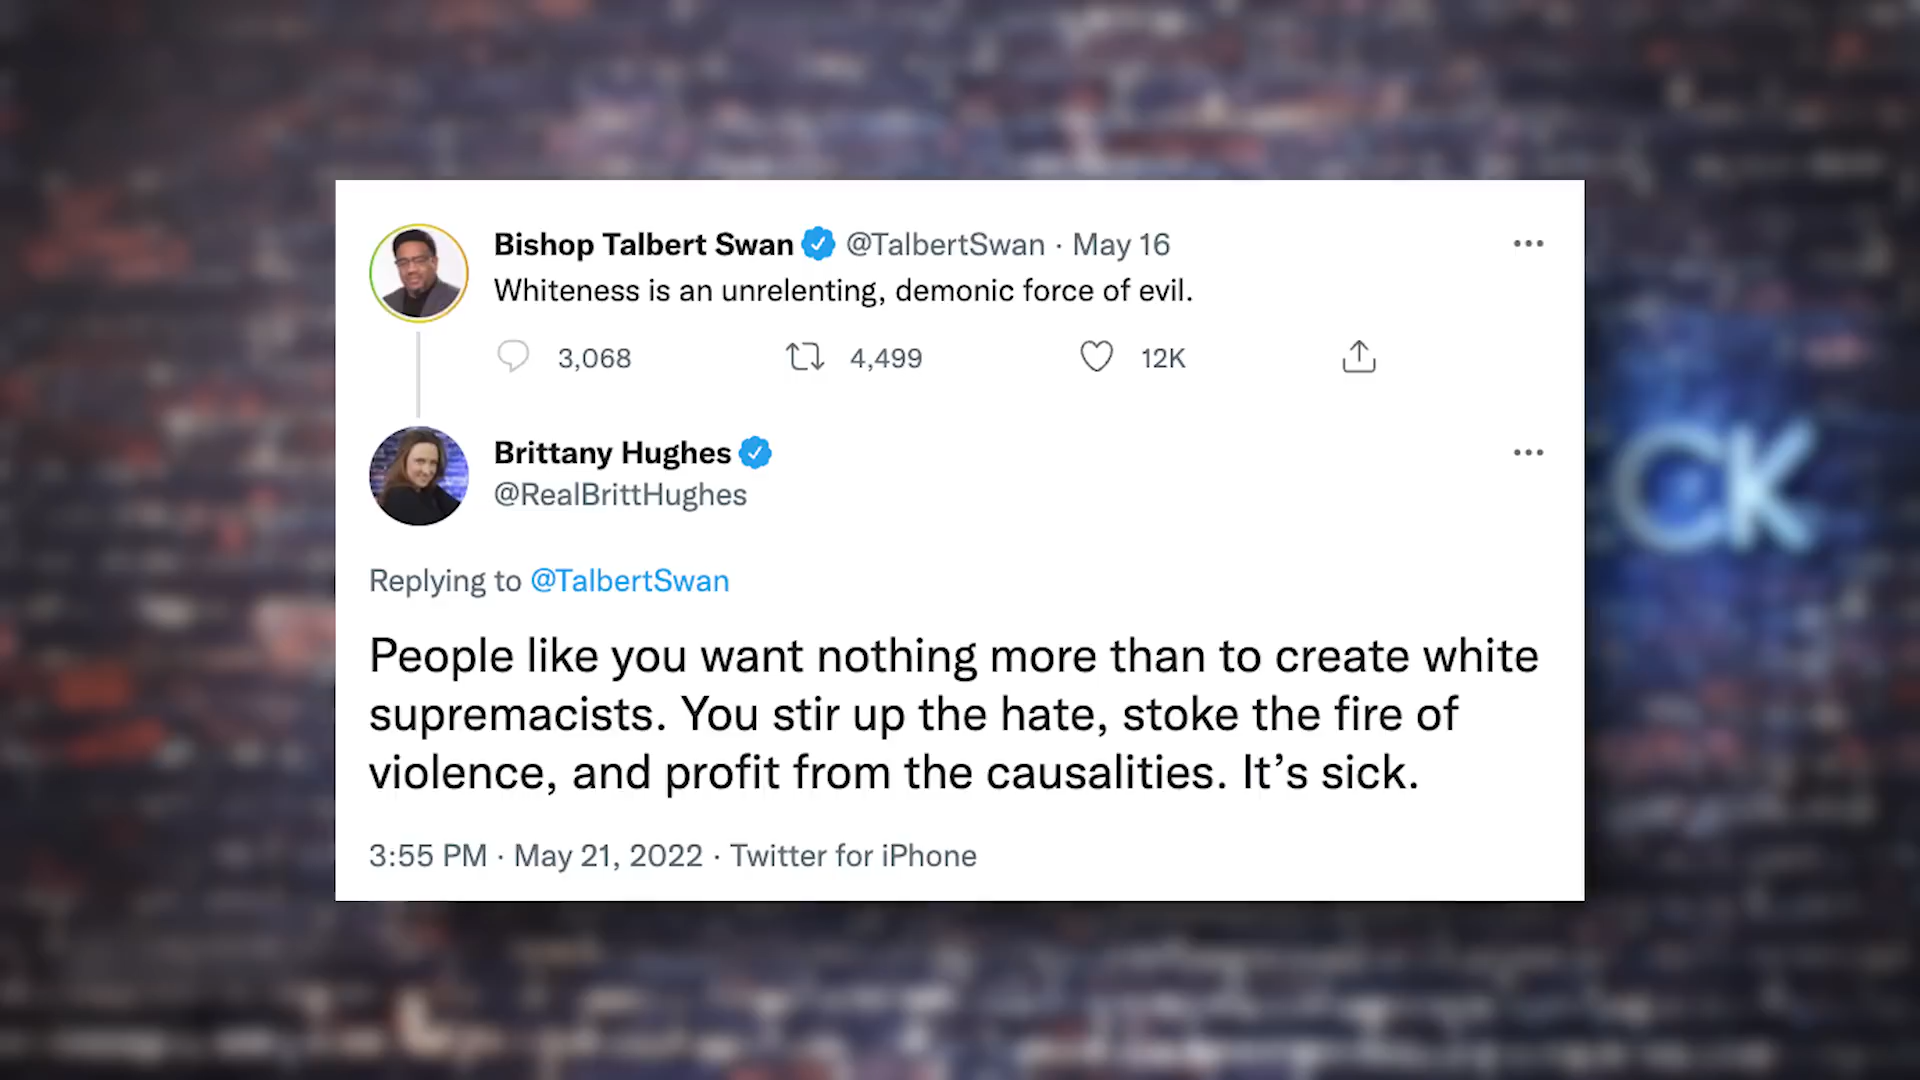 Bishop Talbert Swan @TalbertSwan · May 16
Whiteness is an unrelenting, demonic force of evil.
3,068 4,499 12K
Brittany Hughes
@RealBrittHughes
Replying to @TalbertSwan
People like you want nothing more than to create white
supremacists. You stir up the hate, stoke the fire of
violence, and profit from the causalities. It’s sick.
3:55 PM · May 21, 2022 · Twitter for iPhone
CK